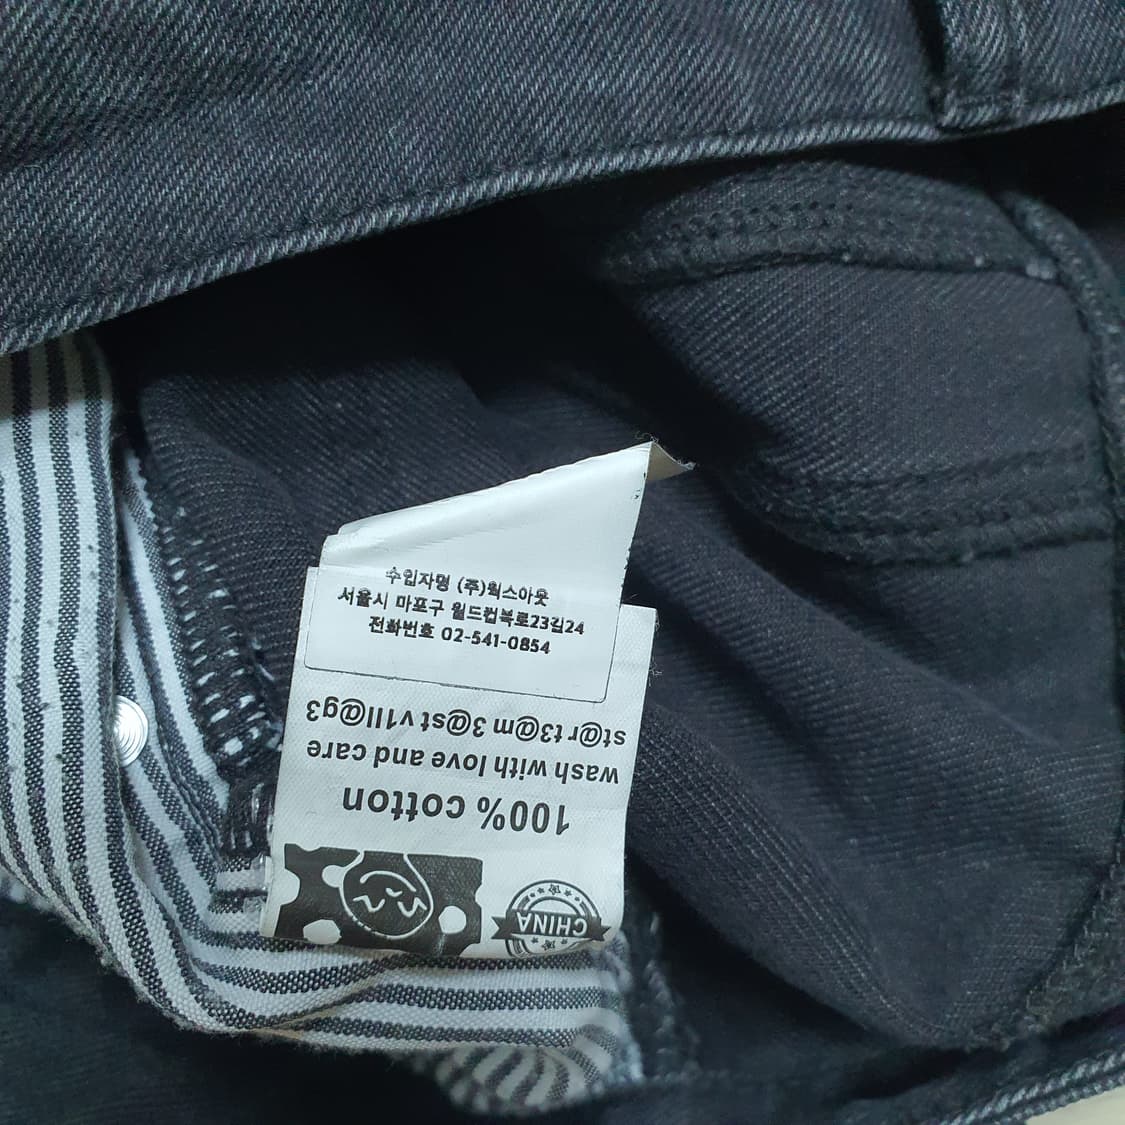 수입자명 (주)웍스아웃
서울시 마포구 월드컵북로23길24
전화번호 02-541-0854
CHINA
100% cotton
wash with love and care
st@rt3@m 3@st v1ll@g3